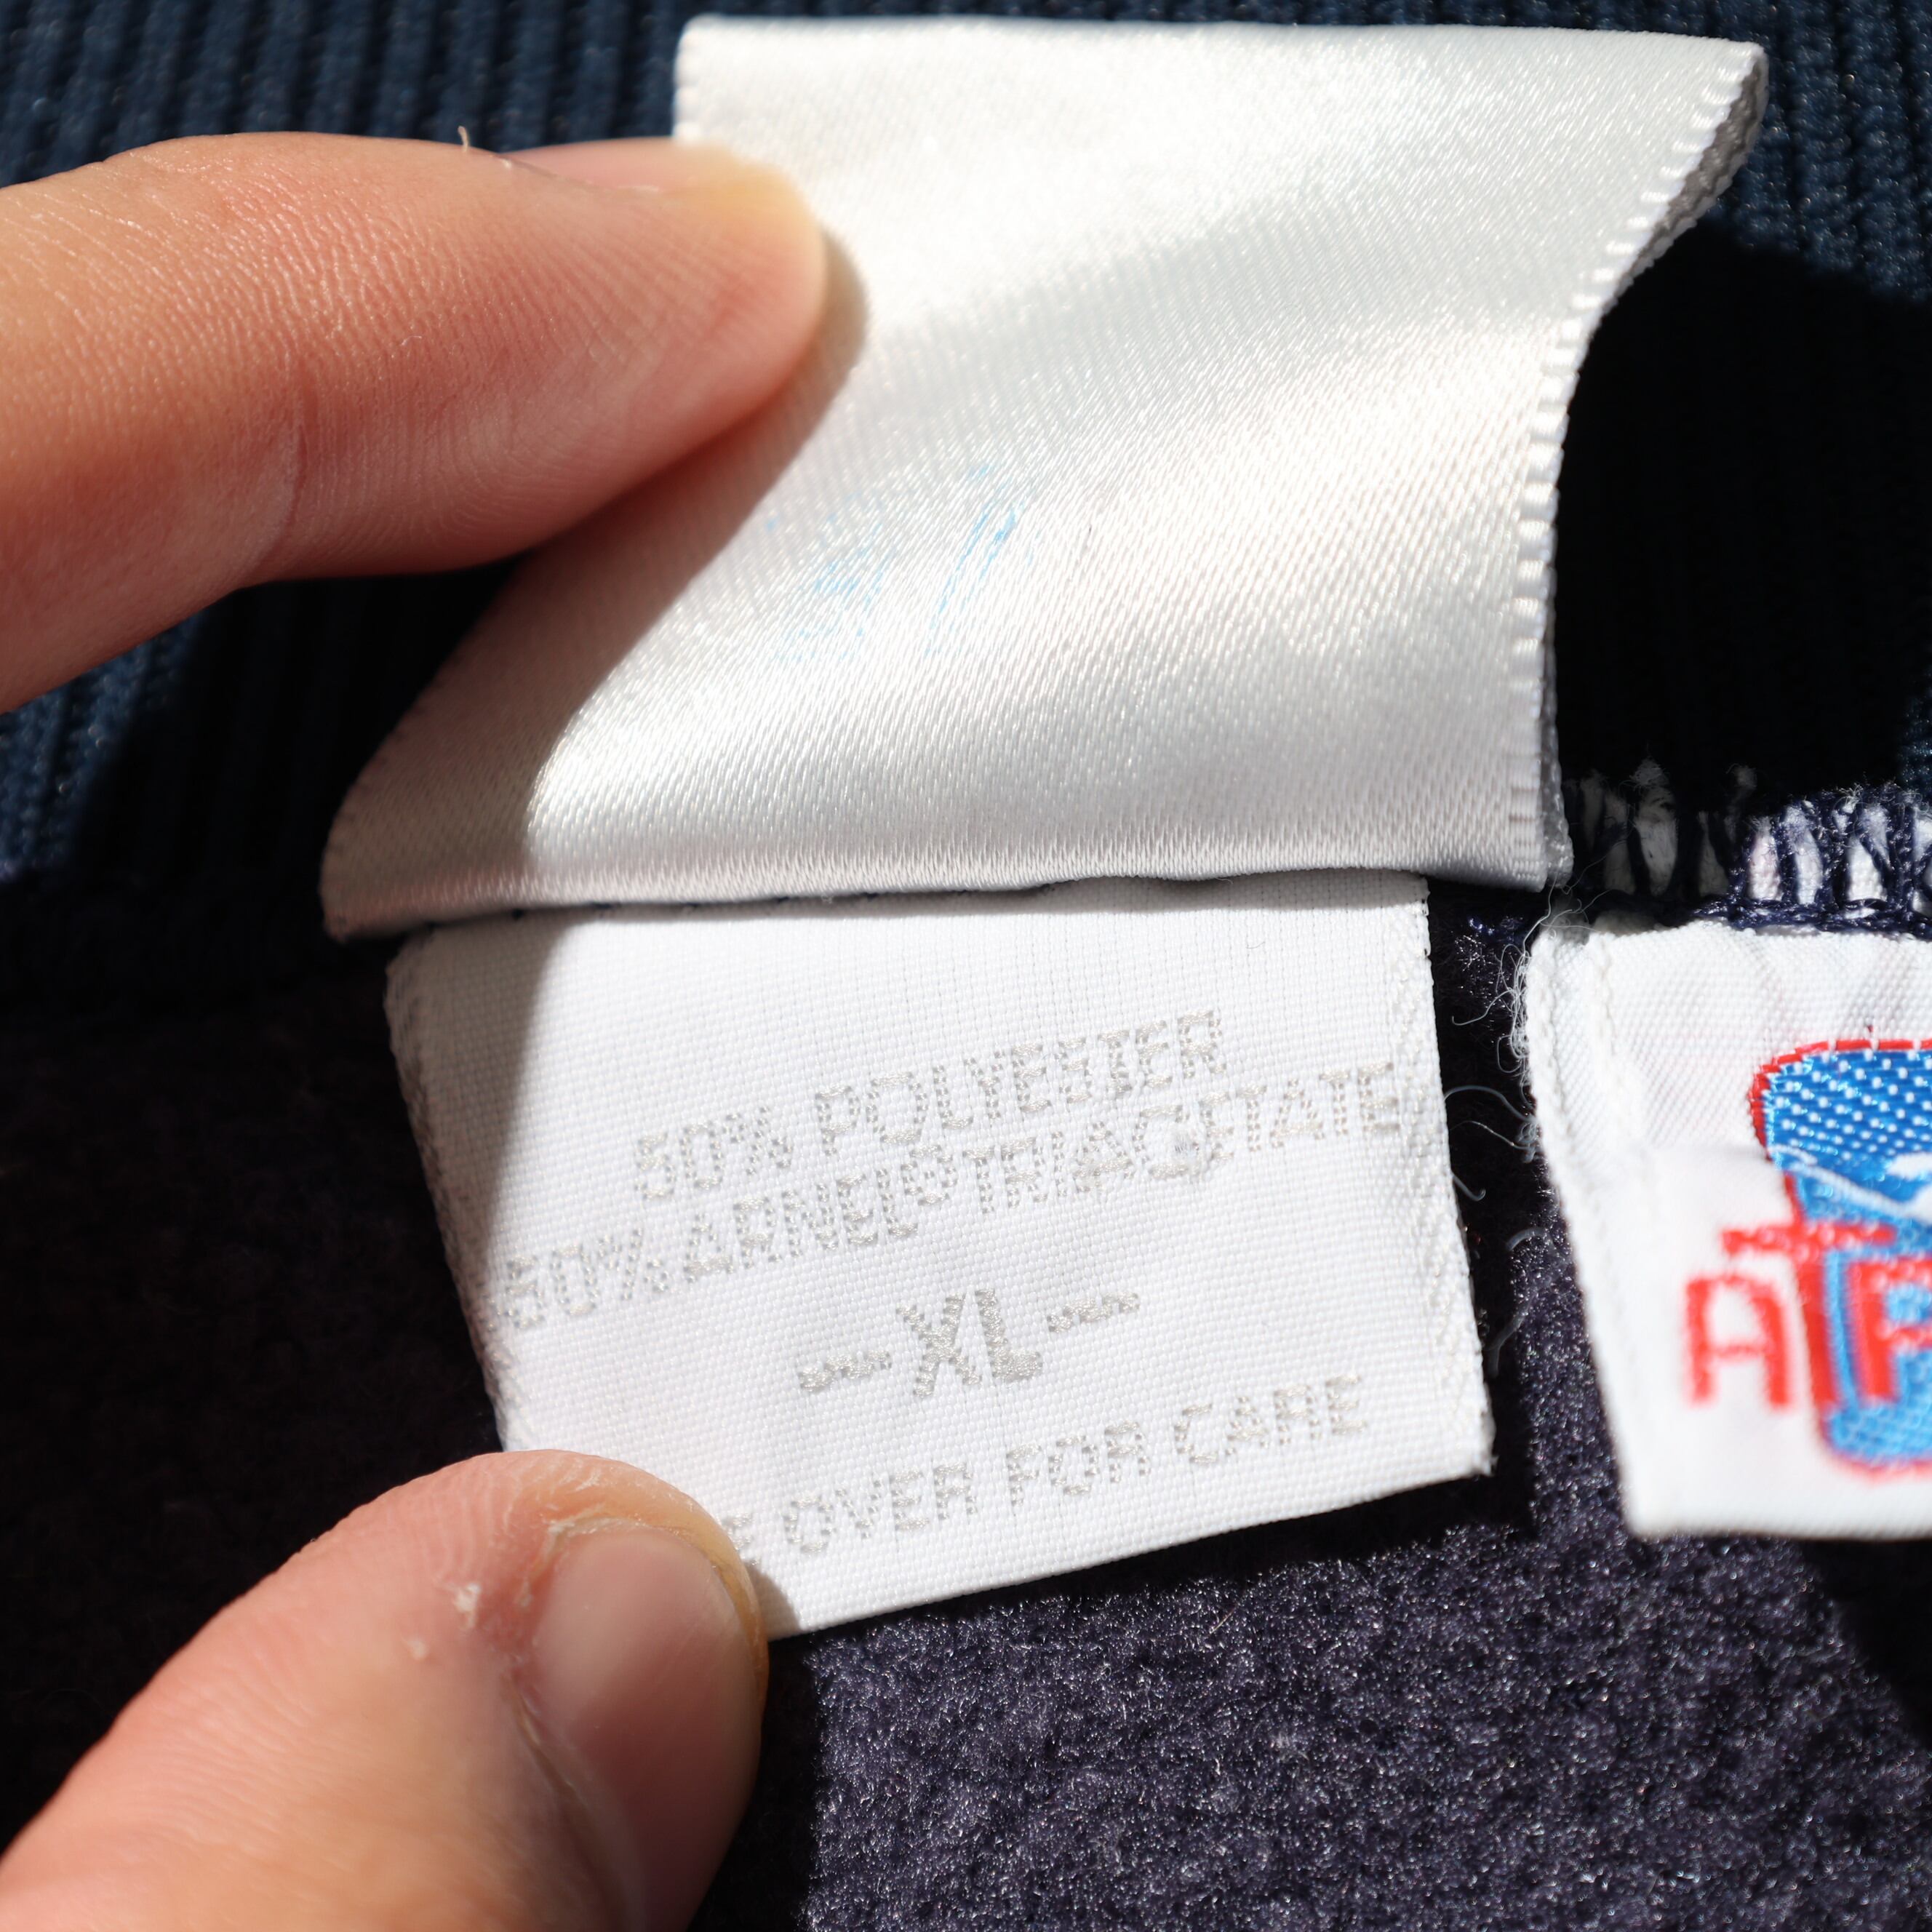 50% POLYESTER
50% ARNEL® TRIACETATE
—XL—
OVER FOR CARE